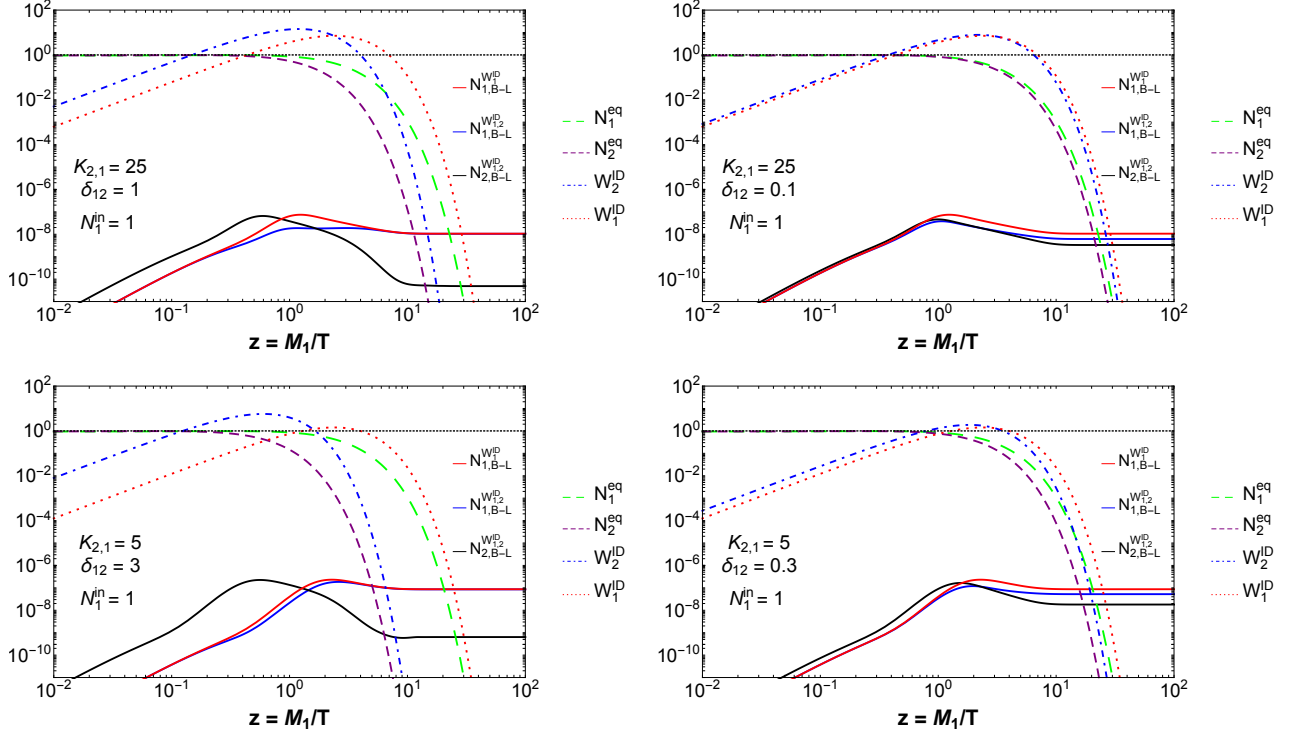 10^2
10^0
10^-2
10^-4
10^-6
10^-8
10^-10
K_{2,1} = 25
δ_{12} = 1
N_1^{in} = 1
N_{1,B-L}^{W_1^{ID}}
N_{1,B-L}^{W_{1,2}^{ID}}
N_{2,B-L}^{W_{1,2}^{ID}}
N_1^{eq}
N_2^{eq}
W_2^{ID}
W_1^{ID}
10^-2 10^-1 10^0 10^1 10^2
z = M_1/T
10^2
10^0
10^-2
10^-4
10^-6
10^-8
10^-10
K_{2,1} = 25
δ_{12} = 0.1
N_1^{in} = 1
N_{1,B-L}^{W_1^{ID}}
N_{1,B-L}^{W_{1,2}^{ID}}
N_{2,B-L}^{W_{1,2}^{ID}}
N_1^{eq}
N_2^{eq}
W_2^{ID}
W_1^{ID}
10^-2 10^-1 10^0 10^1 10^2
z = M_1/T
10^2
10^0
10^-2
10^-4
10^-6
10^-8
10^-10
K_{2,1} = 5
δ_{12} = 3
N_1^{in} = 1
N_{1,B-L}^{W_1^{ID}}
N_{1,B-L}^{W_{1,2}^{ID}}
N_{2,B-L}^{W_{1,2}^{ID}}
N_1^{eq}
N_2^{eq}
W_2^{ID}
W_1^{ID}
10^-2 10^-1 10^0 10^1 10^2
z = M_1/T
10^2
10^0
10^-2
10^-4
10^-6
10^-8
10^-10
K_{2,1} = 5
δ_{12} = 0.3
N_1^{in} = 1
N_{1,B-L}^{W_1^{ID}}
N_{1,B-L}^{W_{1,2}^{ID}}
N_{2,B-L}^{W_{1,2}^{ID}}
N_1^{eq}
N_2^{eq}
W_2^{ID}
W_1^{ID}
10^-2 10^-1 10^0 10^1 10^2
z = M_1/T